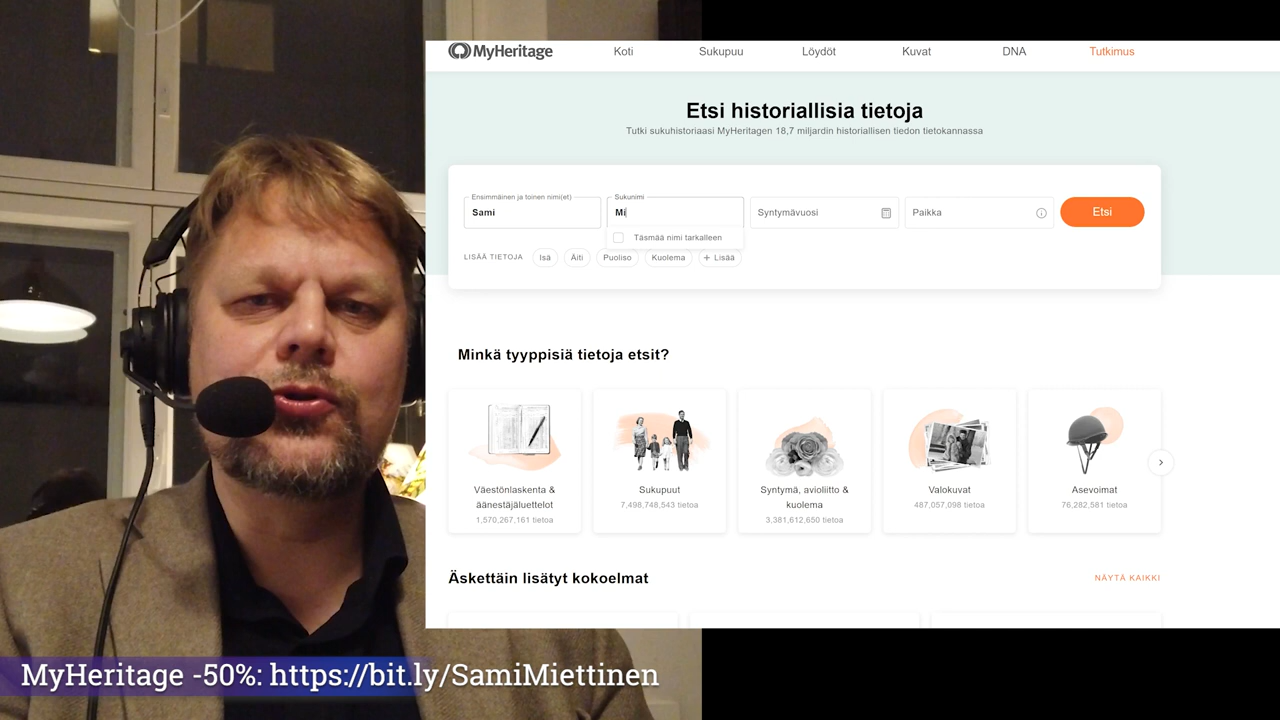 MyHeritage
Koti
Sukupuu
Löydöt
Kuvat
DNA
Tutkimus
Etsi historiallisia tietoja
Tutki sukuhistoriaasi MyHeritagen 18,7 miljardin historiallisen tiedon tietokannassa
Ensimmäinen ja toinen nimi(et)
Sami
Sukunimi
Mi
Syntymävuosi
Paikka
Etsi
Täsmää nimi tarkalleen
LISÄÄ TIETOJA
Isä
Äiti
Puoliso
Kuolema
+ Lisää
Minkä tyyppisiä tietoja etsit?
Väestönlaskenta &
äänestäjäluettelot
1,570,267,161 tietoa
Sukupuut
7,498,748,543 tietoa
Syntymä, avioliitto &
kuolema
3,381,612,650 tietoa
Valokuvat
487,057,098 tietoa
Asevoimat
76,282,581 tietoa
Äskettäin lisätyt kokoelmat
NÄYTÄ KAIKKI
MyHeritage -50%: https://bit.ly/SamiMiettinen